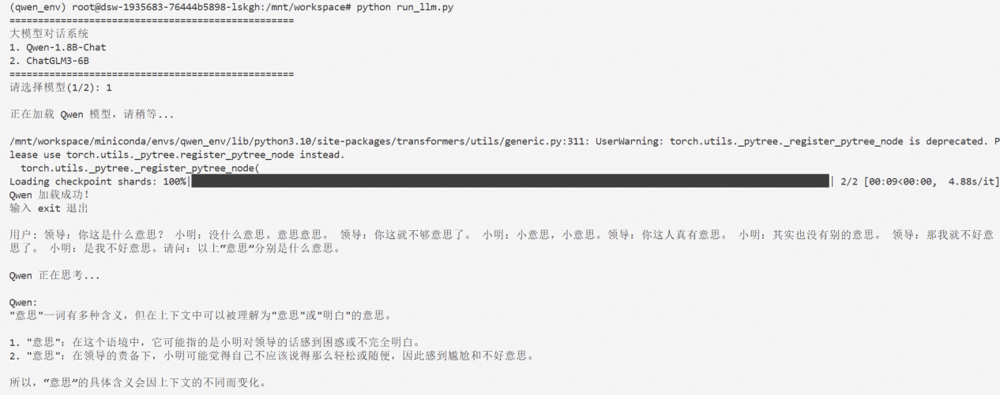 (qwen_env) root@dsw-1935683-76444b5898-lskgh:/mnt/workspace# python run_llm.py
==================================================
大模型对话系统
1. Qwen-1.8B-Chat
2. ChatGLM3-6B
==================================================
请选择模型(1/2): 1
正在加载 Qwen 模型，请稍等...
/mnt/workspace/miniconda/envs/qwen_env/lib/python3.10/site-packages/transformers/utils/generic.py:311: UserWarning: torch.utils._pytree._register_pytree_node is deprecated. P
lease use torch.utils._pytree.register_pytree_node instead.
torch.utils._pytree._register_pytree_node(
Loading checkpoint shards: 100%|██████████| 2/2 [00:09<00:00, 4.88s/it]
Qwen 加载成功！
输入 exit 退出
用户: 领导：你这是什么意思？ 小明：没什么意思。意思意思。 领导：你这就不够意思了。 小明：小意思，小意思。领导：你这人真有意思。 小明：其实也没有别的意思。 领导：那我就不好意
思了。 小明：是我不好意思。请问：以上“意思”分别是什么意思。
Qwen 正在思考...
Qwen:
"意思"一词有多种含义，但在上下文中可以被理解为"意思"或"明白"的意思。
1. "意思"：在这个语境中，它可能指的是小明对领导的话感到困惑或不完全明白。
2. "意思"：在领导的责备下，小明可能觉得自己不应该说得那么轻松或随便，因此感到尴尬和不好意思。
所以，“意思”的具体含义会因上下文的不同而变化。